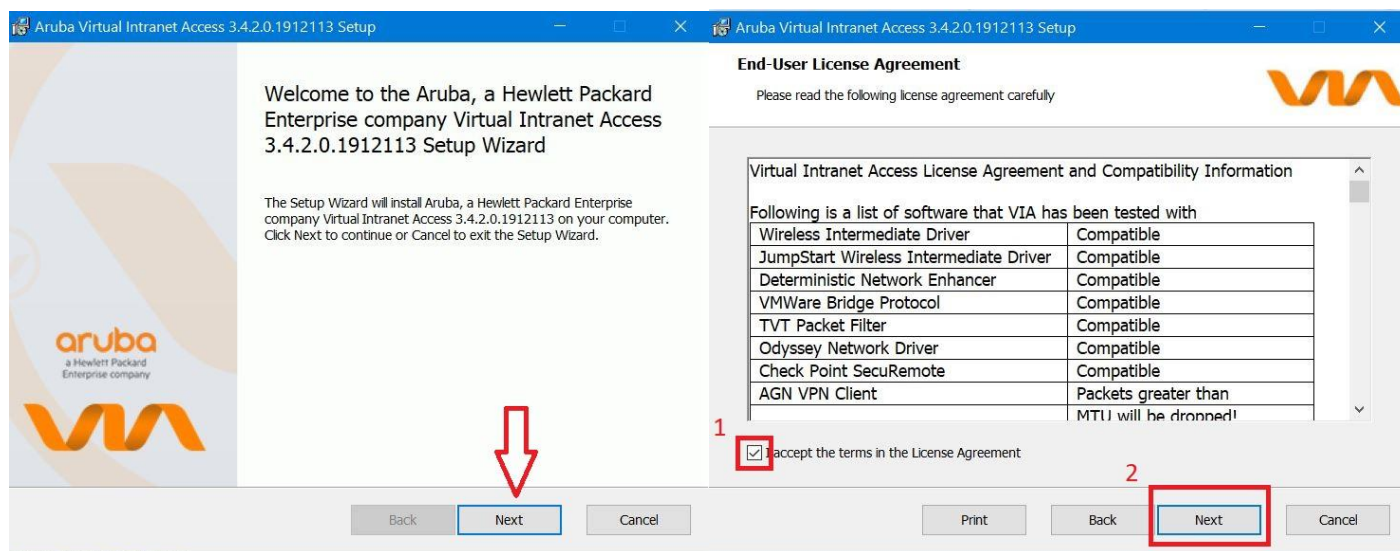 Aruba Virtual Intranet Access 3.4.2.0.1912113 Setup
Welcome to the Aruba, a Hewlett Packard
Enterprise company Virtual Intranet Access
3.4.2.0.1912113 Setup Wizard
The Setup Wizard will install Aruba, a Hewlett Packard Enterprise
company Virtual Intranet Access 3.4.2.0.1912113 on your computer.
Click Next to continue or Cancel to exit the Setup Wizard.
aruba
a Hewlett Packard
Enterprise company
VIA
Back Next Cancel
Aruba Virtual Intranet Access 3.4.2.0.1912113 Setup
End-User License Agreement
Please read the following license agreement carefully
VIA
Virtual Intranet Access License Agreement and Compatibility Information
Following is a list of software that VIA has been tested with
Wireless Intermediate Driver Compatible
JumpStart Wireless Intermediate Driver Compatible
Deterministic Network Enhancer Compatible
VMWare Bridge Protocol Compatible
TVT Packet Filter Compatible
Odyssey Network Driver Compatible
Check Point SecuRemote Compatible
AGN VPN Client Packets greater than
MTU will be dropped!
1
I accept the terms in the License Agreement
2
Print Back Next Cancel